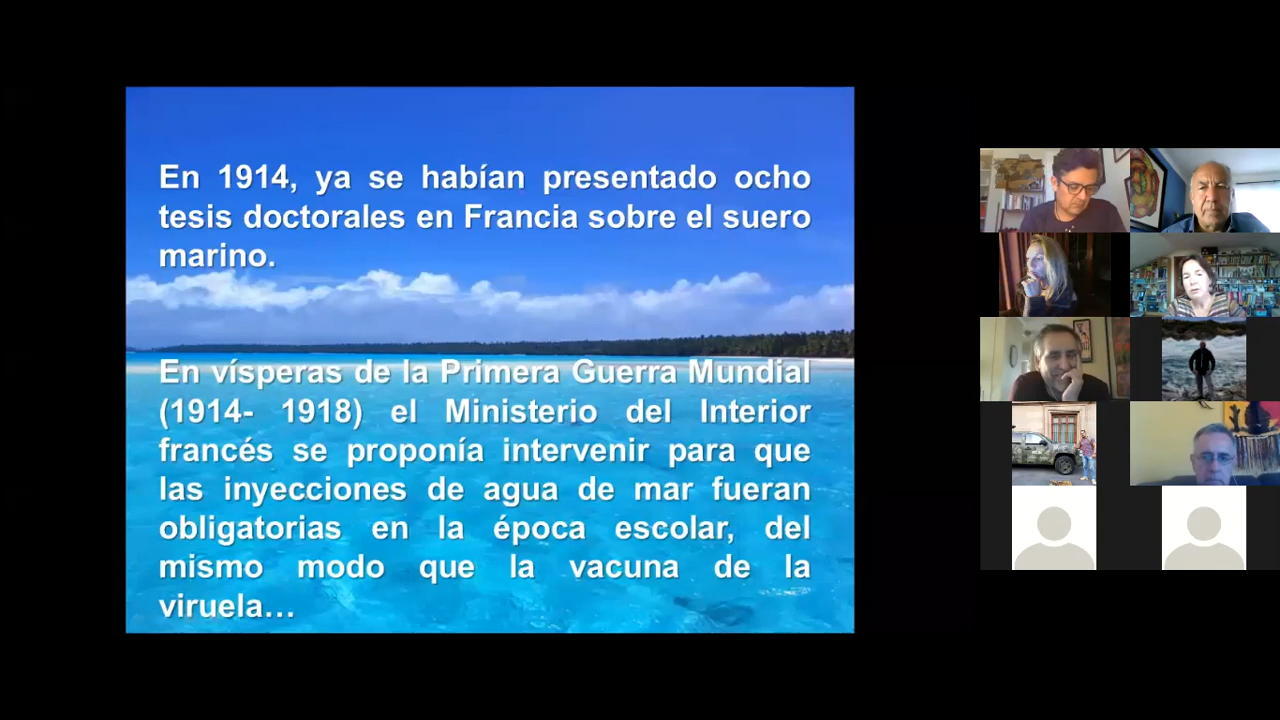 En 1914, ya se habían presentado ocho
tesis doctorales en Francia sobre el suero
marino.
En vísperas de la Primera Guerra Mundial
(1914- 1918) el Ministerio del Interior
francés se proponía intervenir para que
las inyecciones de agua de mar fueran
obligatorias en la época escolar, del
mismo modo que la vacuna de la
viruela…